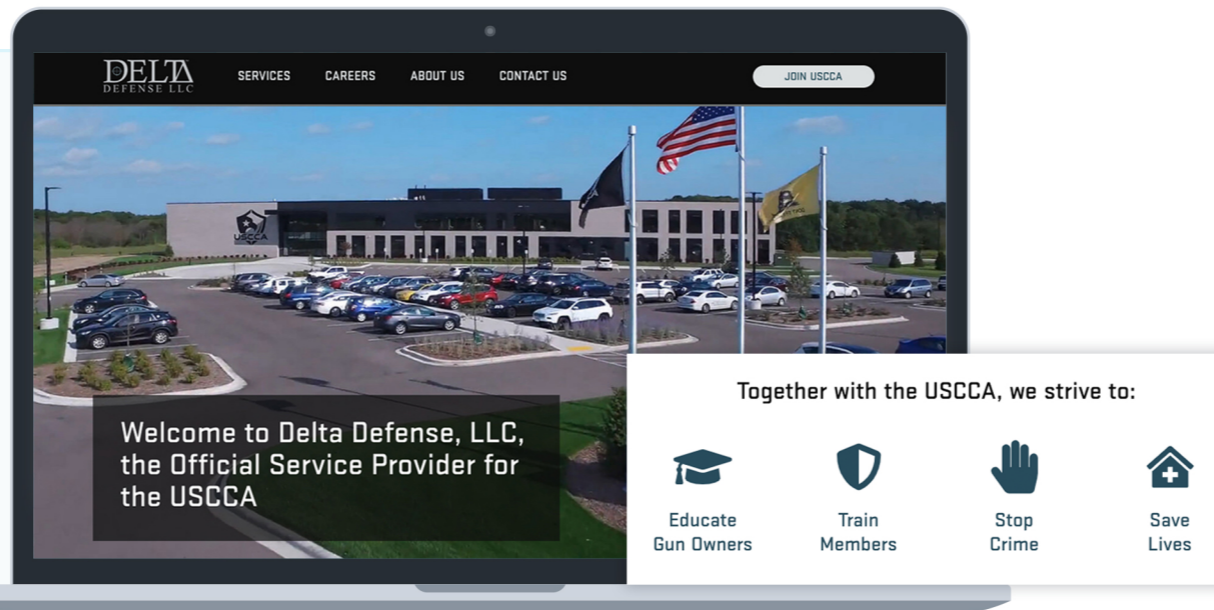 DELTA
DEFENSE LLC
SERVICES
CAREERS
ABOUT US
CONTACT US
JOIN USCCA
USCCA
Welcome to Delta Defense, LLC,
the Official Service Provider for
the USCCA
Together with the USCCA, we strive to:
Educate
Gun Owners
Train
Members
Stop
Crime
Save
Lives